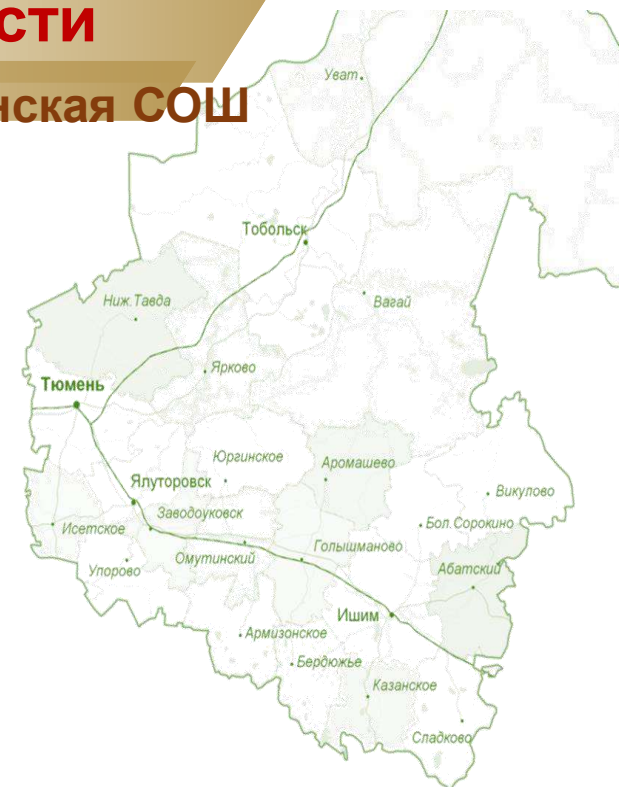 сти
нская СОШ
Уват
Тобольск
Ниж.Тавда
Вагай
Ярково
Тюмень
Юргинское
Аромашево
Ялуторовск
Викулово
Заводоуковск
Бол.Сорокино
Исетское
Голышманово
Омутинский
Абатский
Упорово
Ишим
Армизонское
Бердюжье
Казанское
Сладково